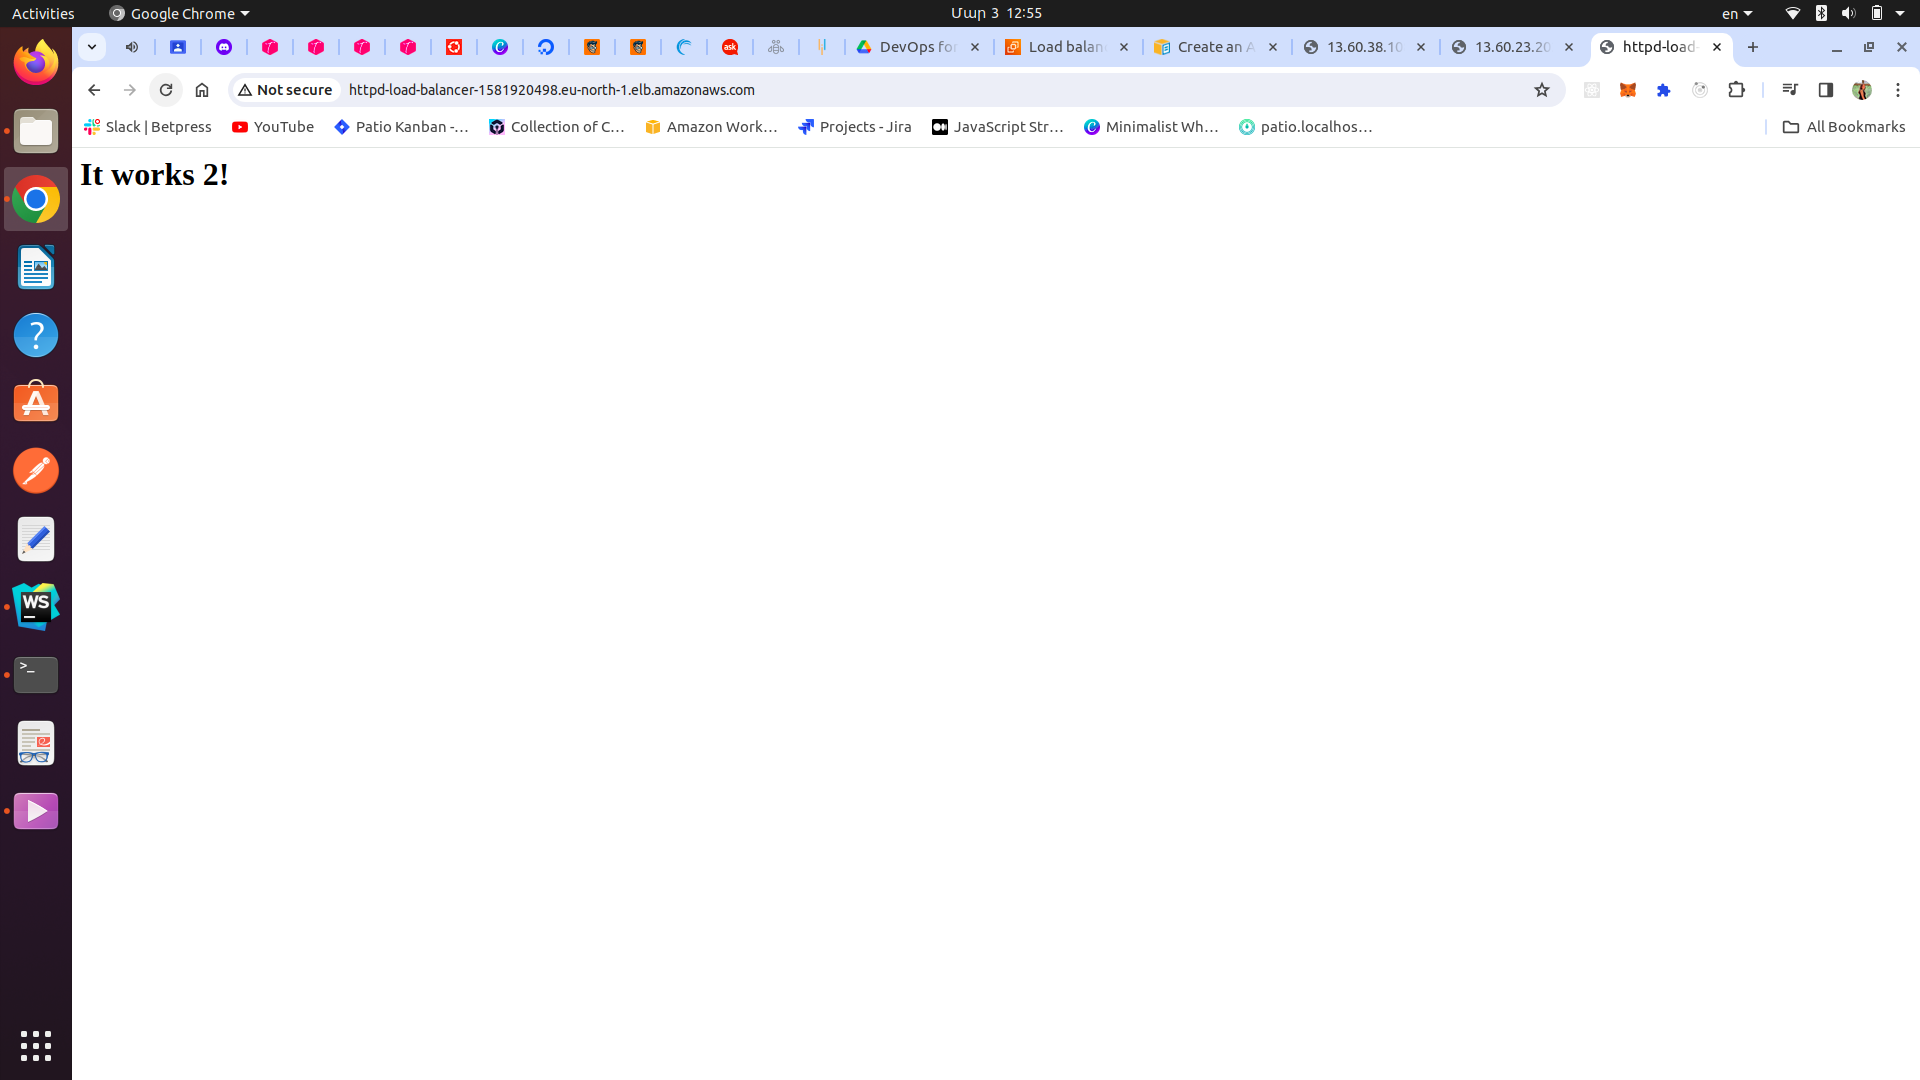 Activities
Google Chrome
Մար 3 12:55
en
DevOps for
Load balan
Create an A
13.60.38.10
13.60.23.20
httpd-load-
Not secure
httpd-load-balancer-1581920498.eu-north-1.elb.amazonaws.com
Slack | Betpress
YouTube
Patio Kanban -...
Collection of C...
Amazon Work...
Projects - Jira
JavaScript Str...
Minimalist Wh...
patio.localhos...
All Bookmarks
It works 2!
ask
WS
>_